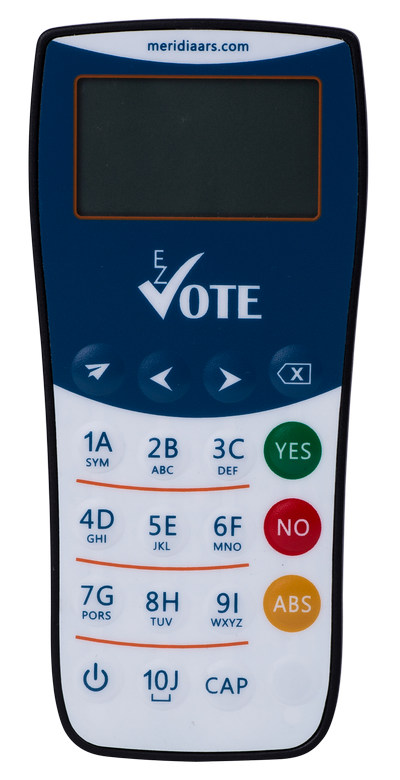 meridiaars.com
EZ VOTE
1A 2B 3C YES
SYM ABC DEF
4D 5E 6F NO
GHI JKL MNO
7G 8H 9I ABS
PORS TUV WXYZ
10J CAP